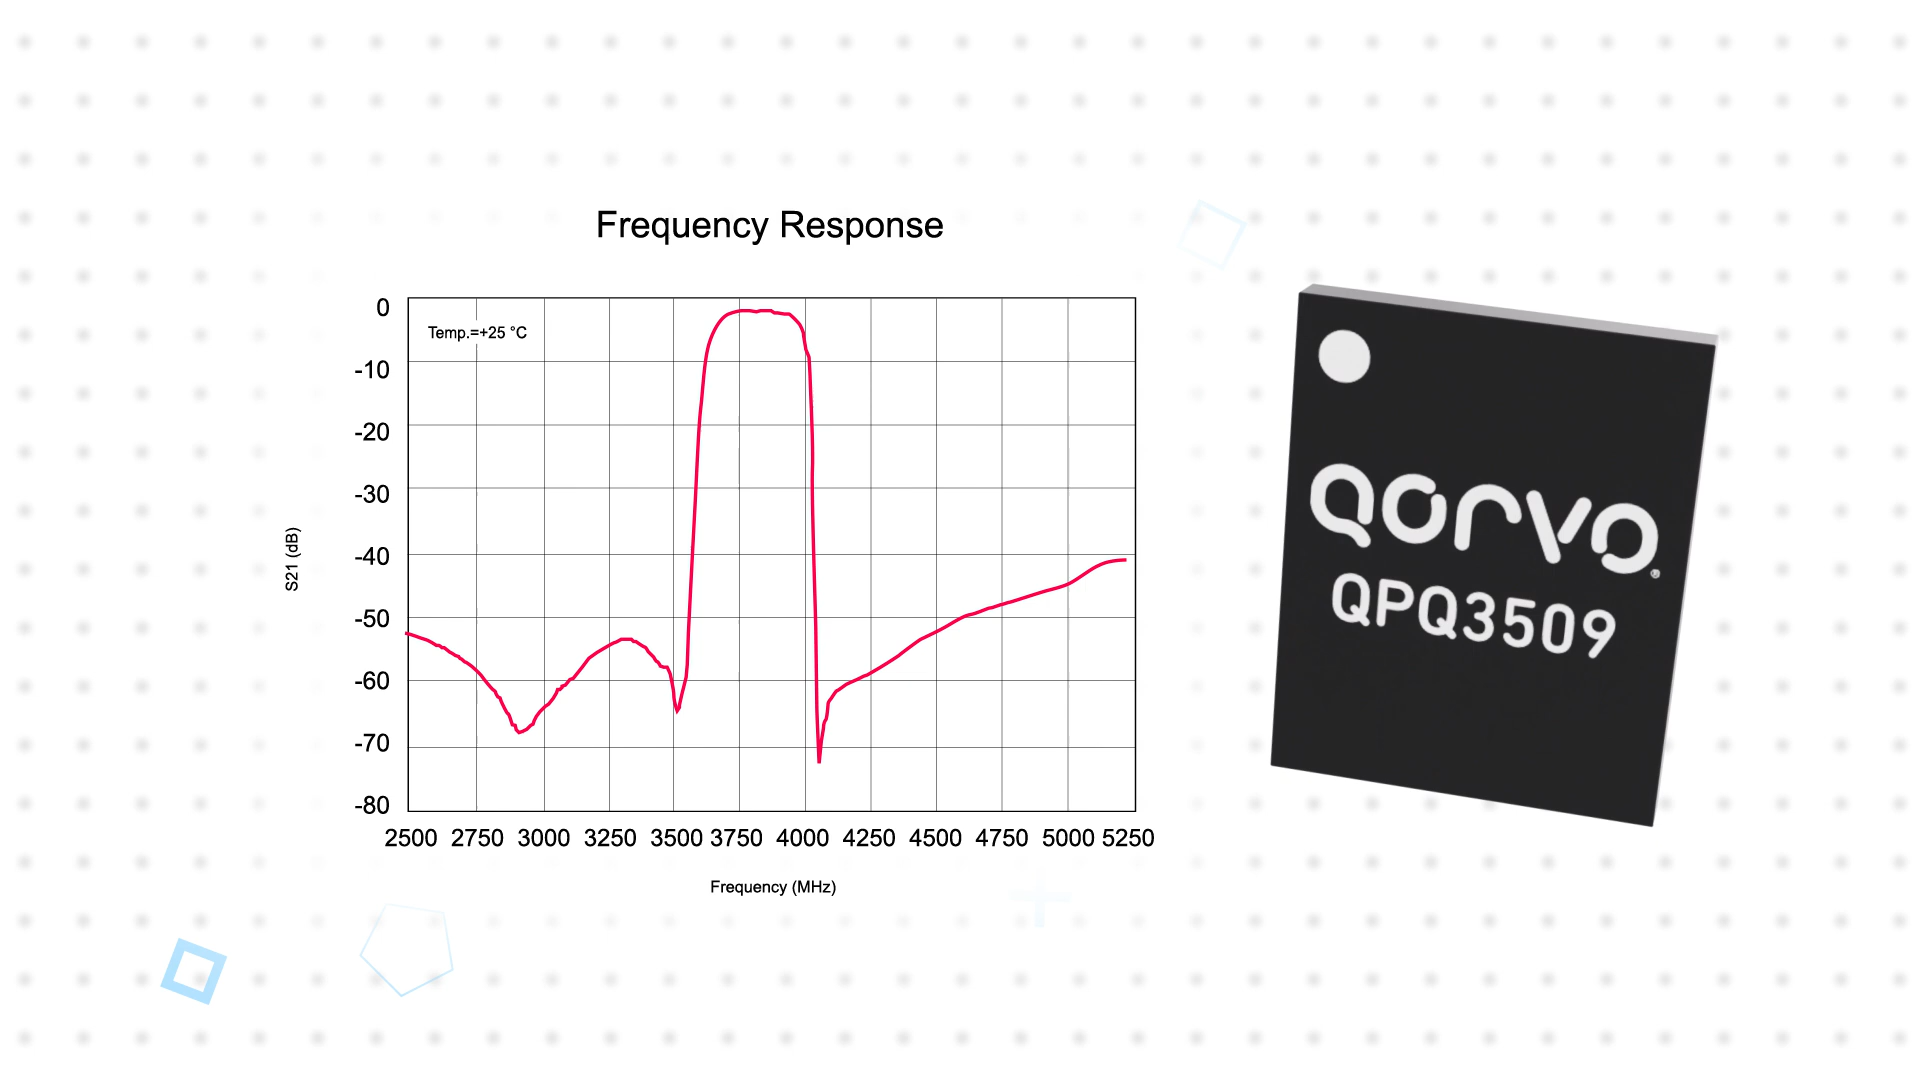 Frequency Response
Temp.=+25 °C
0
-10
-20
-30
-40
-50
-60
-70
-80
S21 (dB)
2500 2750 3000 3250 3500 3750 4000 4250 4500 4750 5000 5250
Frequency (MHz)
QORVO®
QPQ3509